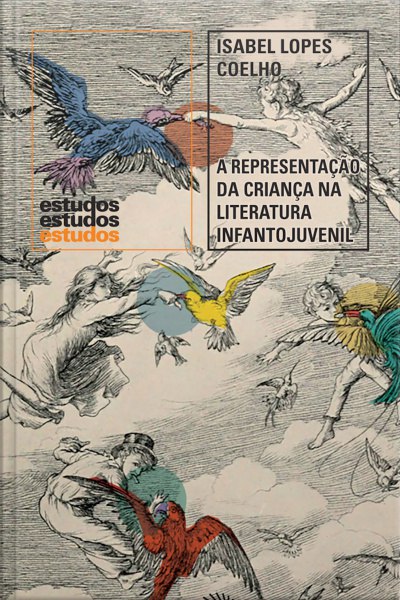 ISABEL LOPES
COELHO
A REPRESENTAÇÃO
DA CRIANÇA NA
LITERATURA
INFANTOJUVENIL
estudos
estudos
estudos